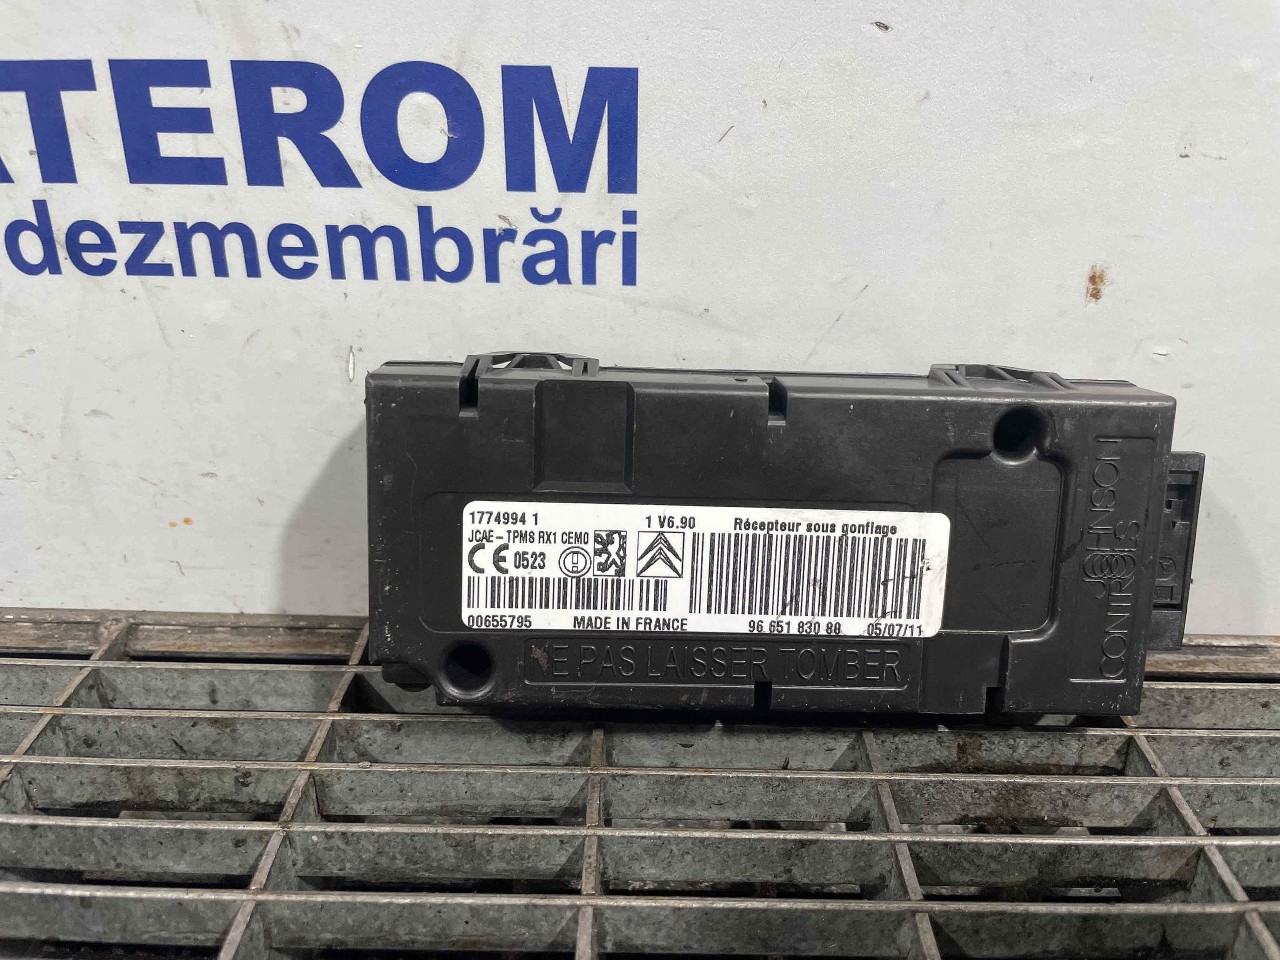 TEROM
dezmembrări
1774994 1
1 V6.90
Récepteur sous gonflage
JCAE-TPMS RX1 CEM0
CE 0523
00655795
MADE IN FRANCE
96 651 830 88
05/07/11
NE PAS LAISSER TOMBER
JOHNSON
CONTROLS